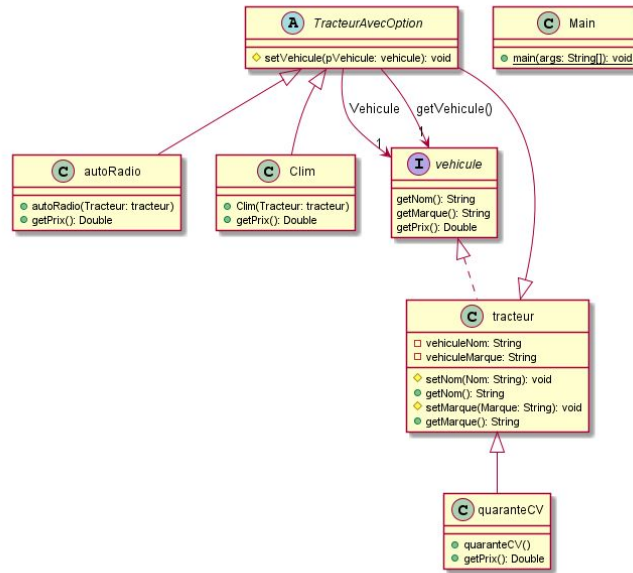 A TracteurAvecOption
setVehicule(pVehicule: vehicule): void
C Main
main(args: String[]): void
Vehicule
getVehicule()
1
1
C autoRadio
autoRadio(Tracteur: tracteur)
getPrix(): Double
C Clim
Clim(Tracteur: tracteur)
getPrix(): Double
I vehicule
getNom(): String
getMarque(): String
getPrix(): Double
C tracteur
vehiculeNom: String
vehiculeMarque: String
setNom(Nom: String): void
getNom(): String
setMarque(Marque: String): void
getMarque(): String
C quaranteCV
quaranteCV()
getPrix(): Double